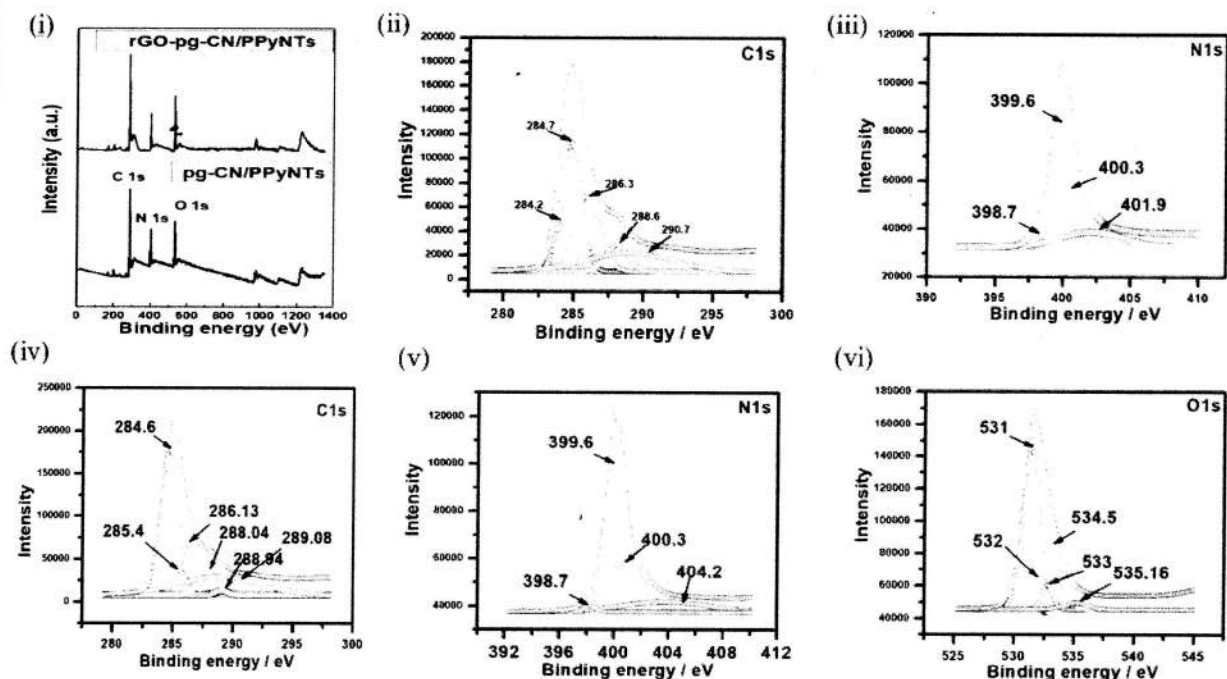 (i)
rGO-pg-CN/PPyNTs
pg-CN/PPyNTs
C 1s
N 1s
O 1s
Intensity (a.u.)
0 200 400 600 800 1000 1200 1400
Binding energy (eV)
(ii)
C1s
200000
180000
160000
140000
120000
100000
80000
60000
40000
20000
0
284.7
286.3
284.2
288.6
290.7
Intensity
280 285 290 295 300
Binding energy / eV
(iii)
N1s
120000
100000
80000
60000
40000
20000
399.6
400.3
398.7
401.9
Intensity
390 395 400 405 410
Binding energy / eV
(iv)
C1s
250000
200000
150000
100000
50000
0
284.6
286.13
285.4
288.04
289.08
288.94
Intensity
280 285 290 295 300
Binding energy / eV
(v)
N1s
120000
100000
80000
60000
40000
399.6
400.3
398.7
404.2
Intensity
392 396 400 404 408 412
Binding energy / eV
(vi)
O1s
180000
160000
140000
120000
100000
80000
60000
40000
531
534.5
532
533
535.16
Intensity
525 530 535 540 545
Binding energy / eV